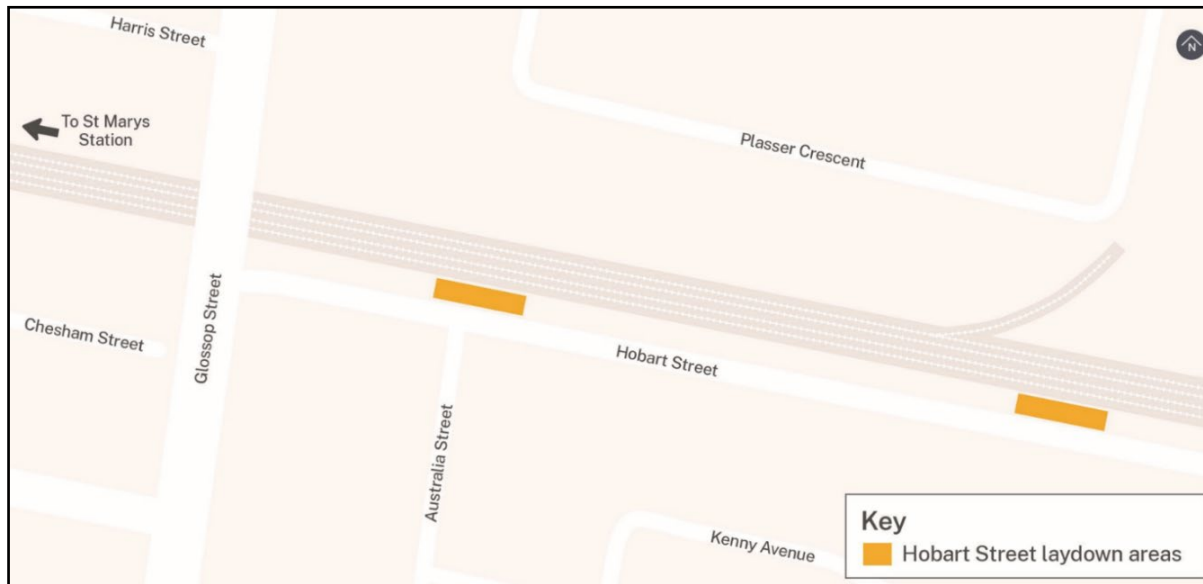 Harris Street
N
To St Marys
Station
Plasser Crescent
Glossop Street
Chesham Street
Hobart Street
Australia Street
Kenny Avenue
Key
Hobart Street laydown areas